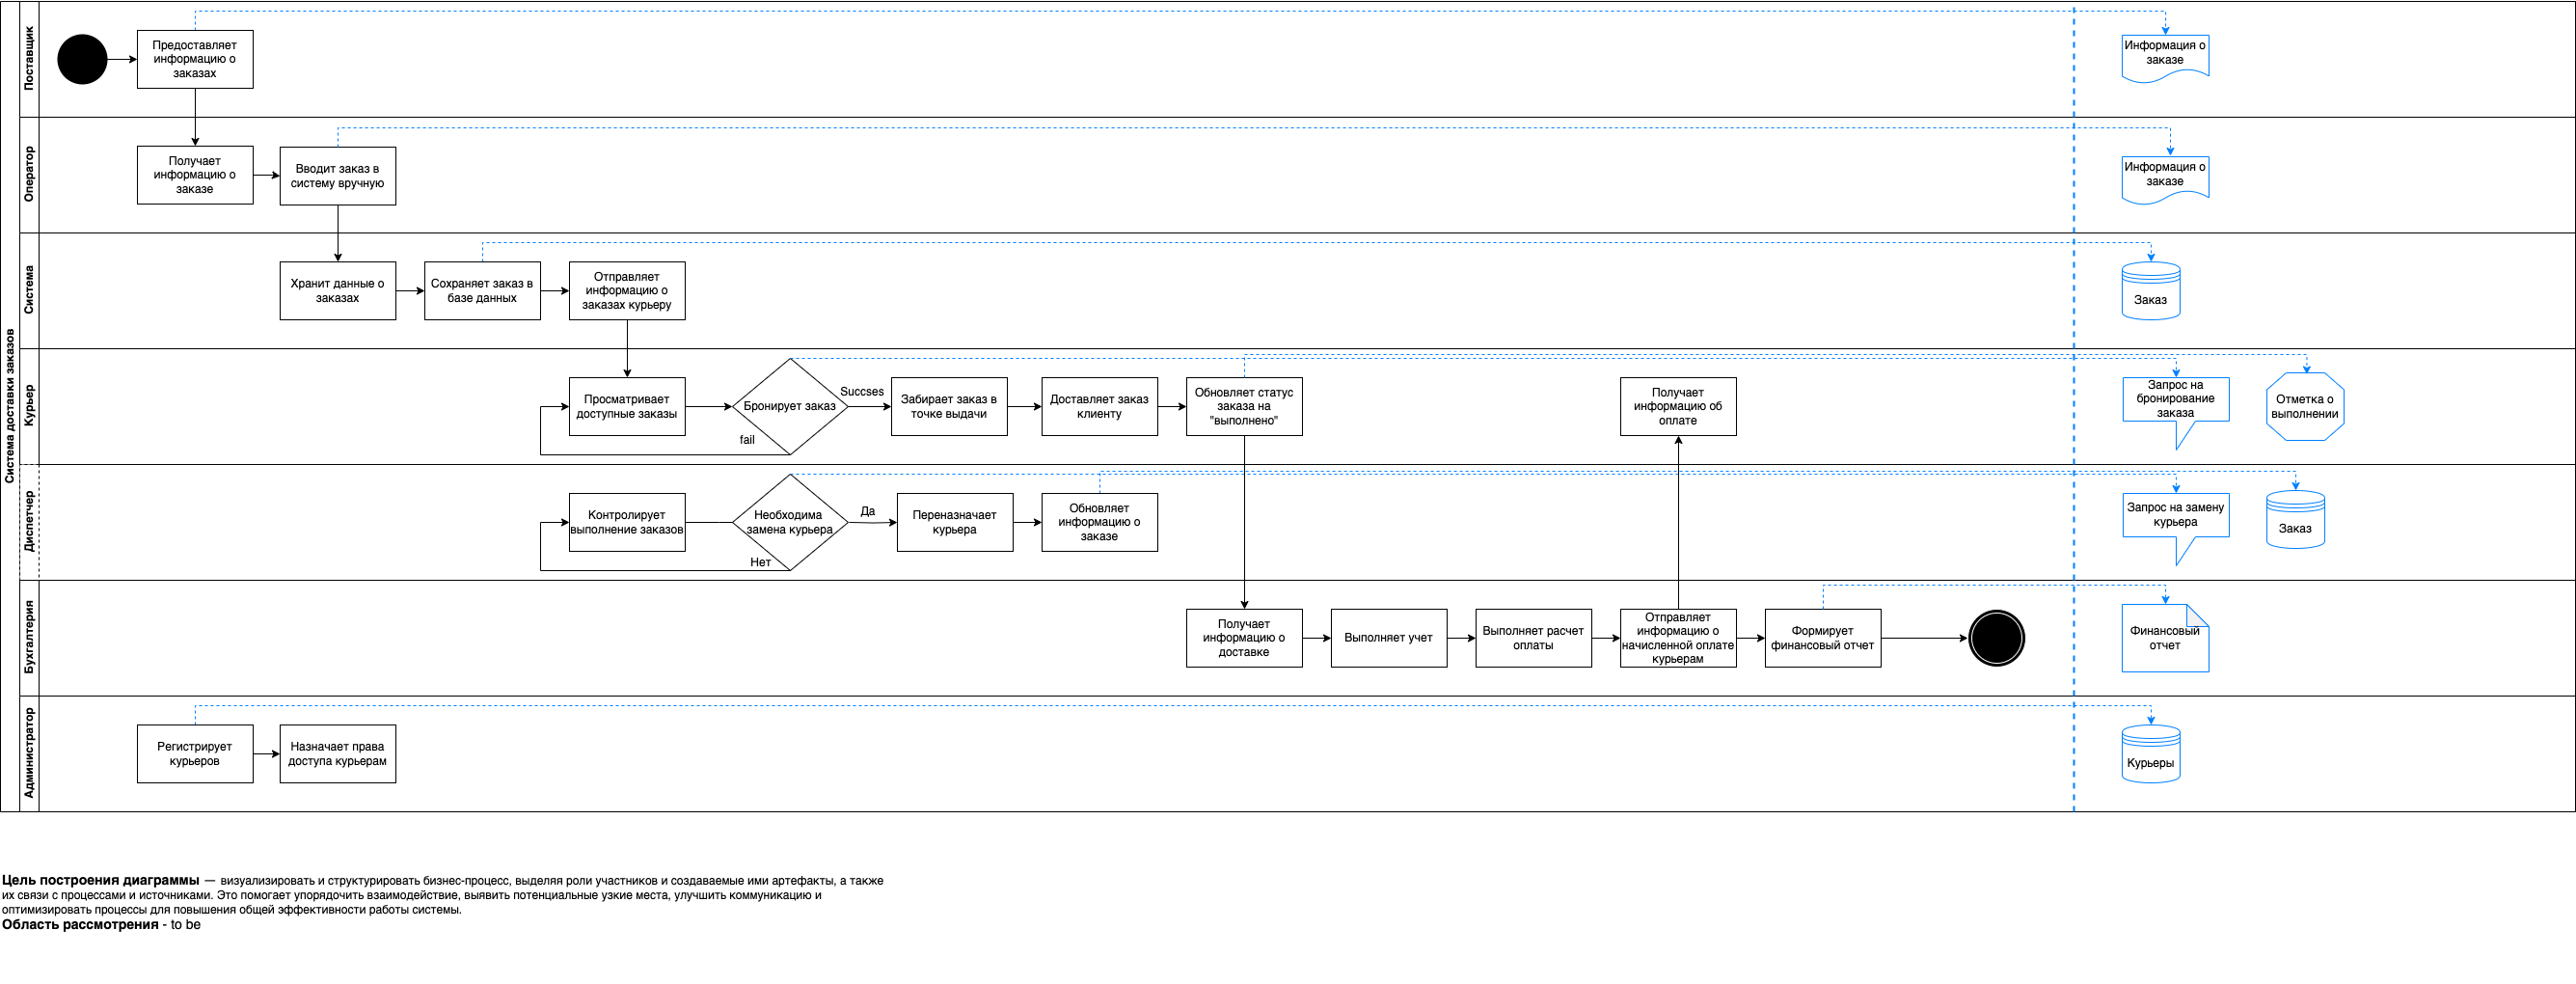 Система доставки заказов
Поставщик
Предоставляет
информацию о
заказах
Информация о
заказе
Оператор
Получает
информацию о
заказе
Вводит заказ в
систему вручную
Информация о
заказе
Система
Хранит данные о
заказах
Сохраняет заказ в
базе данных
Отправляет
информацию о
заказах курьеру
Заказ
Курьер
Просматривает
доступные заказы
Бронирует заказ
Succses
fail
Забирает заказ в
точке выдачи
Доставляет заказ
клиенту
Обновляет статус
заказа на
"выполнено"
Получает
информацию об
оплате
Запрос на
бронирование
заказа
Отметка о
выполнении
Диспетчер
Контролирует
выполнение заказов
Необходима
замена курьера
Да
Нет
Переназначает
курьера
Обновляет
информацию о
заказе
Запрос на замену
курьера
Заказ
Бухгалтерия
Получает
информацию о
доставке
Выполняет учет
Выполняет расчет
оплаты
Отправляет
информацию о
начисленной оплате
курьерам
Формирует
финансовый отчет
Финансовый
отчет
Администратор
Регистрирует
курьеров
Назначает права
доступа курьерам
Курьеры
Цель построения диаграммы — визуализировать и структурировать бизнес-процесс, выделяя роли участников и создаваемые ими артефакты, а также
их связи с процессами и источниками. Это помогает упорядочить взаимодействие, выявить потенциальные узкие места, улучшить коммуникацию и
оптимизировать процессы для повышения общей эффективности работы системы.
Область рассмотрения - to be